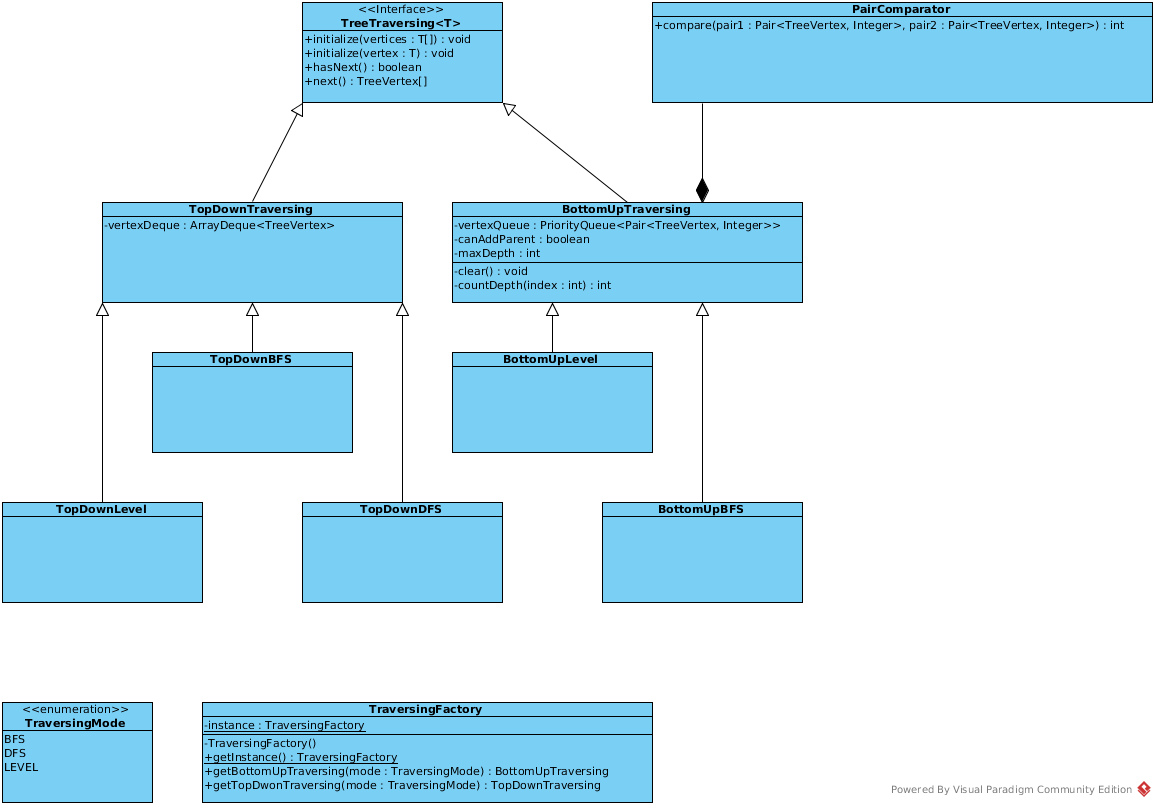 <<Interface>>
TreeTraversing<T>
+initialize(vertices : T[]) : void
+initialize(vertex : T) : void
+hasNext() : boolean
+next() : TreeVertex[]
PairComparator
+compare(pair1 : Pair<TreeVertex, Integer>, pair2 : Pair<TreeVertex, Integer>) : int
TopDownTraversing
-vertexDeque : ArrayDeque<TreeVertex>
BottomUpTraversing
-vertexQueue : PriorityQueue<Pair<TreeVertex, Integer>>
-canAddParent : boolean
-maxDepth : int
-clear() : void
-countDepth(index : int) : int
TopDownBFS
BottomUpLevel
TopDownLevel
TopDownDFS
BottomUpBFS
<<enumeration>>
TraversingMode
BFS
DFS
LEVEL
TraversingFactory
-instance : TraversingFactory
-TraversingFactory()
+getInstance() : TraversingFactory
+getBottomUpTraversing(mode : TraversingMode) : BottomUpTraversing
+getTopDwonTraversing(mode : TraversingMode) : TopDownTraversing
Powered By Visual Paradigm Community Edition